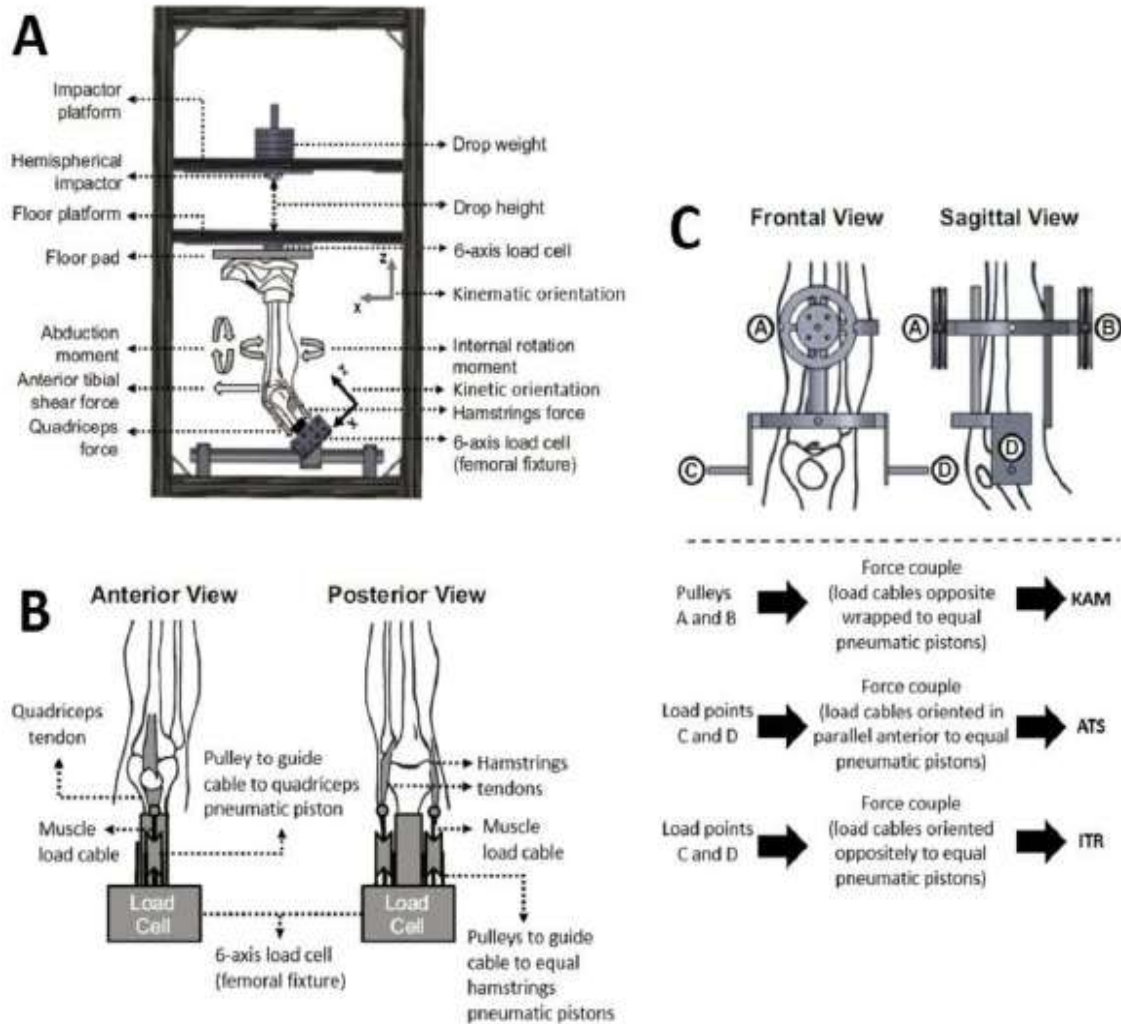 A
Impactor
platform
Hemispherical
impactor
Floor platform
Floor pad
Abduction
moment
Anterior tibial
shear force
Quadriceps
force
Drop weight
Drop height
6-axis load cell
Kinematic orientation
Internal rotation
moment
Kinetic orientation
Hamstrings force
6-axis load cell
(femoral fixture)
Z
X
Z
X
B
Anterior View
Posterior View
Quadriceps
tendon
Muscle
load cable
Pulley to guide
cable to quadriceps
pneumatic piston
Hamstrings
tendons
Muscle
load cable
Load
Cell
Load
Cell
6-axis load cell
(femoral fixture)
Pulleys to guide
cable to equal
hamstrings
pneumatic pistons
C
Frontal View
Sagittal View
A
A
B
C
D
D
Pulleys
A and B
Force couple
(load cables opposite
wrapped to equal
pneumatic pistons)
KAM
Load points
C and D
Force couple
(load cables oriented in
parallel anterior to equal
pneumatic pistons)
ATS
Load points
C and D
Force couple
(load cables oriented
oppositely to equal
pneumatic pistons)
ITR